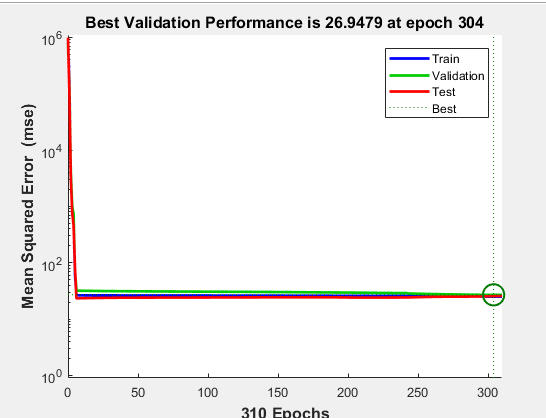 Best Validation Performance is 26.9479 at epoch 304
Mean Squared Error (mse)
10^6
10^4
10^2
10^0
Train
Validation
Test
Best
0 50 100 150 200 250 300
310 Epochs